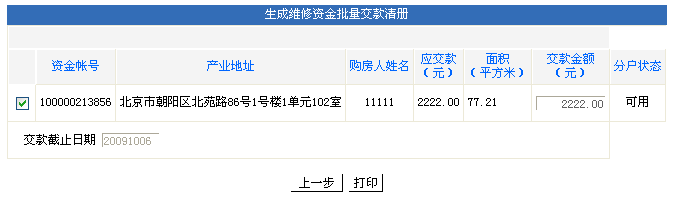 生成维修资金批量交款清册
资金帐号 产业地址 购房人姓名 应交款（元） 面积（平方米） 交款金额（元） 分户状态
100000213856 北京市朝阳区北苑路86号1号楼1单元102室 11111 2222.00 77.21 2222.00 可用
交款截止日期 20091006
上一步 打印